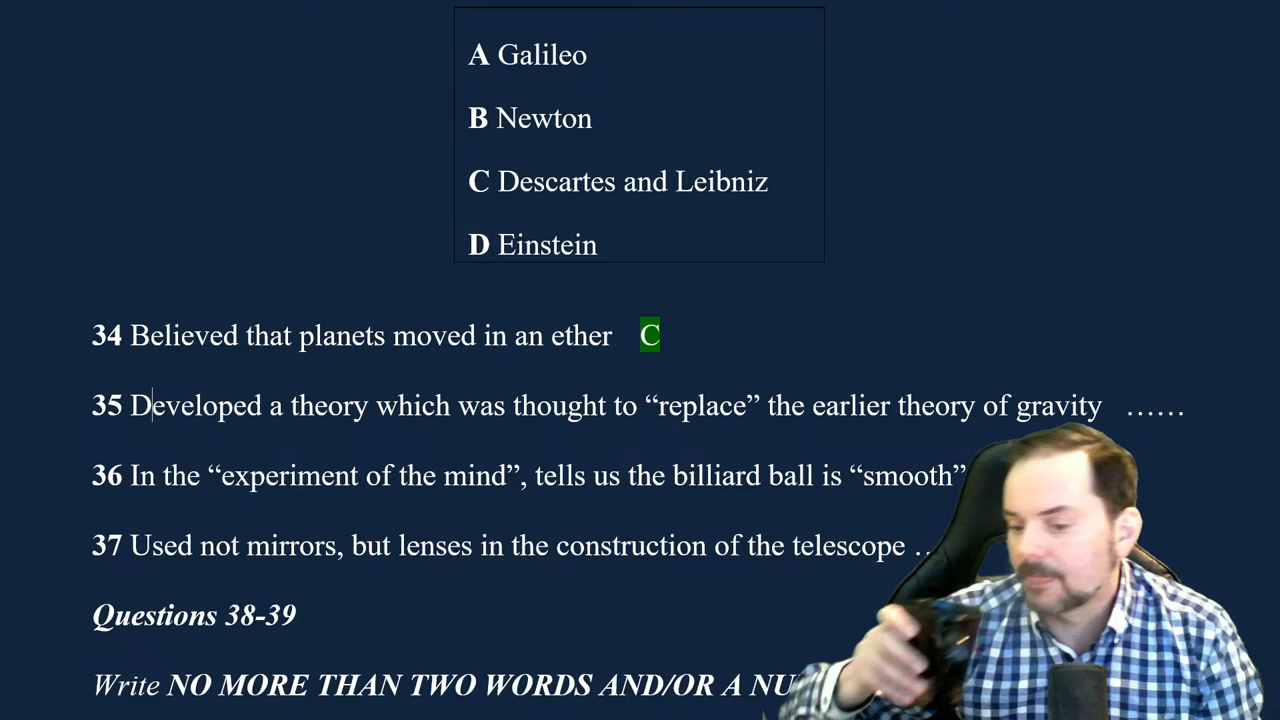 A Galileo
B Newton
C Descartes and Leibniz
D Einstein
34 Believed that planets moved in an ether C
35 Developed a theory which was thought to “replace” the earlier theory of gravity ……
36 In the “experiment of the mind”, tells us the billiard ball is “smooth”
37 Used not mirrors, but lenses in the construction of the telescope ..
Questions 38-39
Write NO MORE THAN TWO WORDS AND/OR A